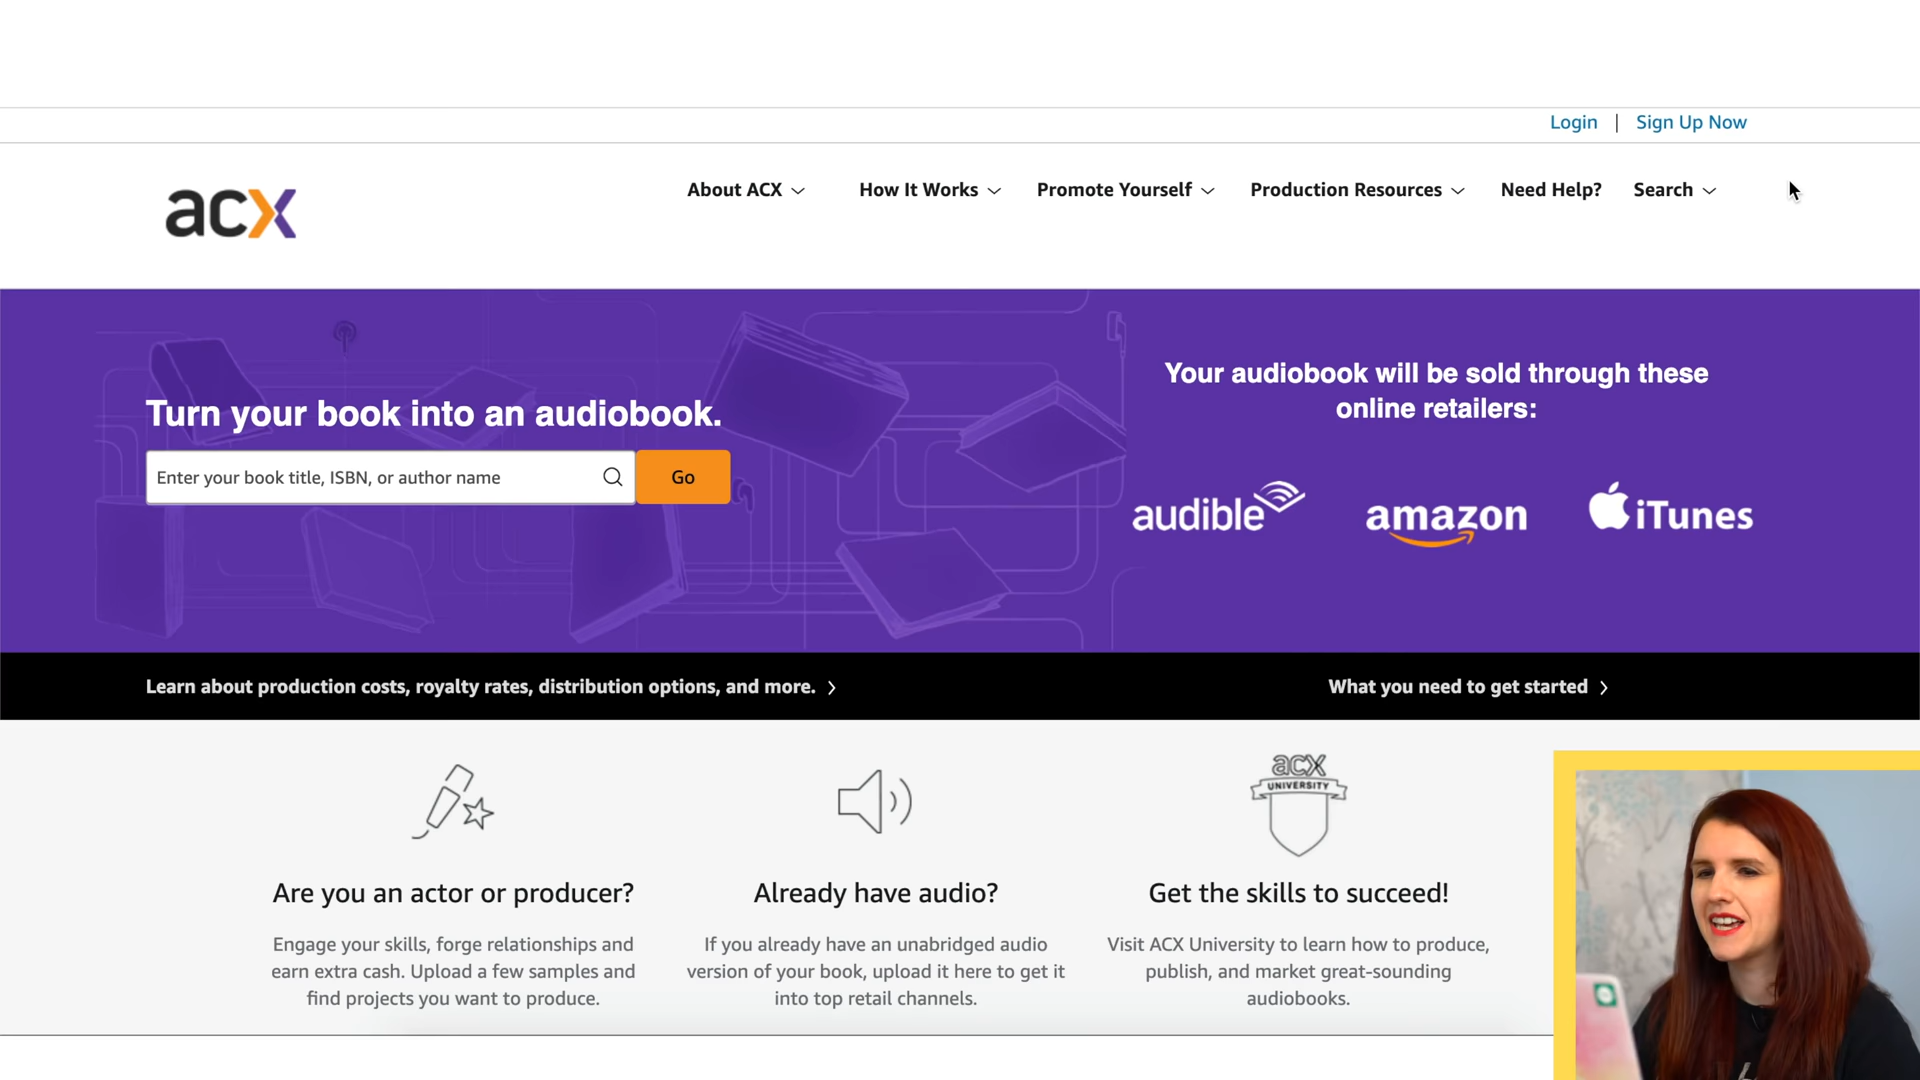 Login | Sign Up Now
acx
About ACX
How It Works
Promote Yourself
Production Resources
Need Help?
Search
Turn your book into an audiobook.
Enter your book title, ISBN, or author name
Go
Your audiobook will be sold through these
online retailers:
audible
amazon
iTunes
Learn about production costs, royalty rates, distribution options, and more.
What you need to get started
Are you an actor or producer?
Engage your skills, forge relationships and
earn extra cash. Upload a few samples and
find projects you want to produce.
Already have audio?
If you already have an unabridged audio
version of your book, upload it here to get it
into top retail channels.
acx
UNIVERSITY
Get the skills to succeed!
Visit ACX University to learn how to produce,
publish, and market great-sounding
audiobooks.